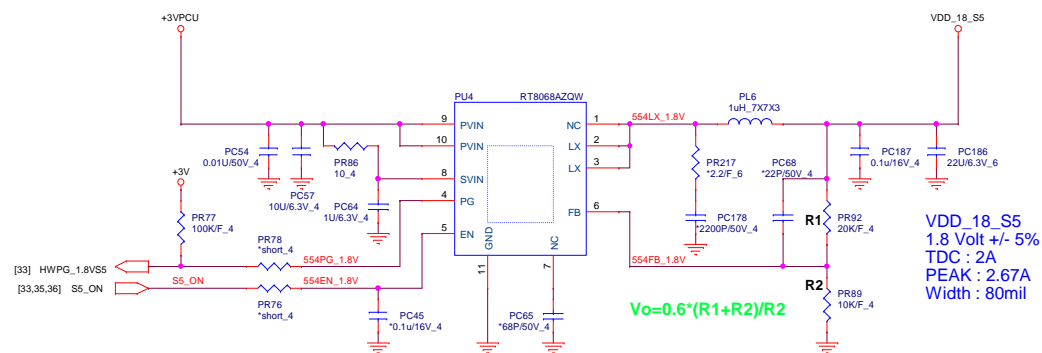 +3VPCU
VDD_18_S5
PU4
RT8068AZQW
PL6
1uH_7X7X3
9
PVIN
10
PVIN
8
SVIN
4
PG
5
EN
NC
1
554LX_1.8V
LX
2
LX
3
FB
6
GND
11
NC
7
PC54
0.01U/50V_4
PC57
10U/6.3V_4
PR86
10_4
PC64
1U/6.3V_4
+3V
PR77
100K/F_4
PR78
*short_4
554PG_1.8V
[33] HWPG_1.8VS5
[33,35,36] S5_ON
S5_ON
PR76
*short_4
554EN_1.8V
PC45
*0.1u/16V_4
PC65
*68P/50V_4
PR217
*2.2/F_6
PC178
*2200P/50V_4
PC68
*22P/50V_4
554FB_1.8V
R1
PR92
20K/F_4
R2
PR89
10K/F_4
PC187
0.1u/16V_4
PC186
22U/6.3V_6
Vo=0.6*(R1+R2)/R2
VDD_18_S5
1.8 Volt +/- 5%
TDC : 2A
PEAK : 2.67A
Width : 80mil